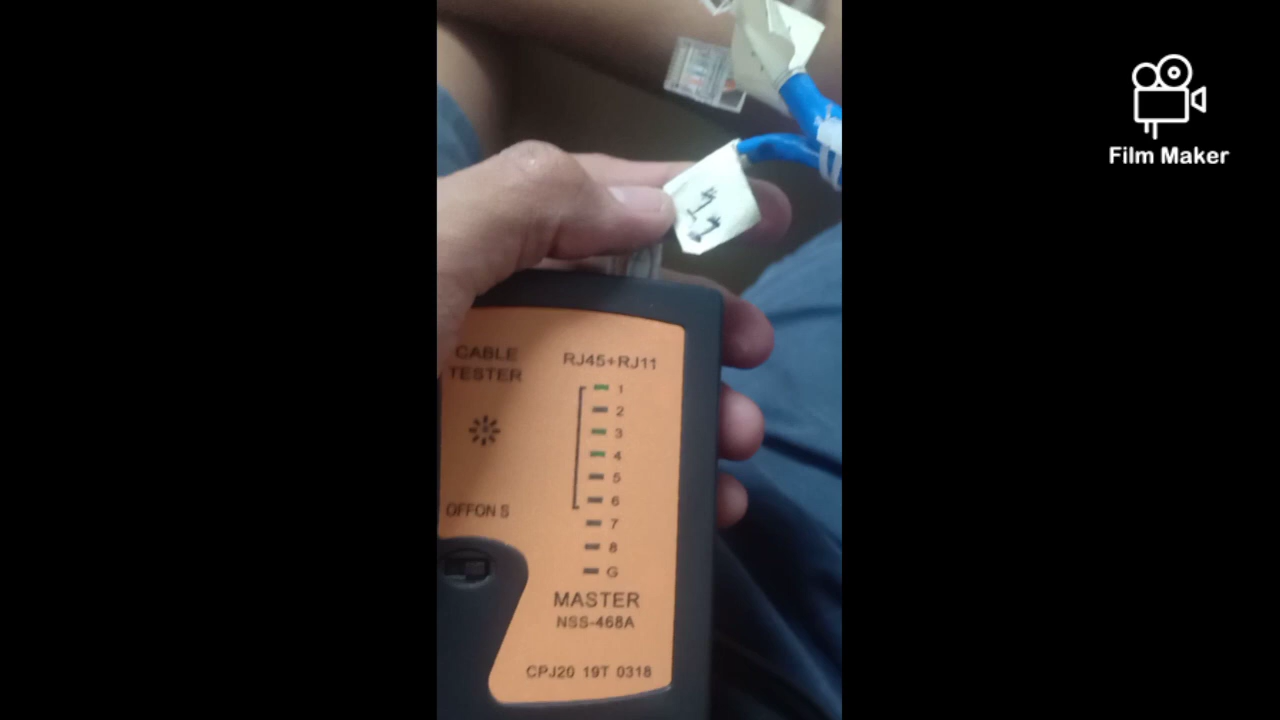 Film Maker
11
CABLE
TESTER
RJ45+RJ11
1
2
3
4
5
6
7
8
G
OFFON S
MASTER
NSS-468A
CPJ20 19T 0318